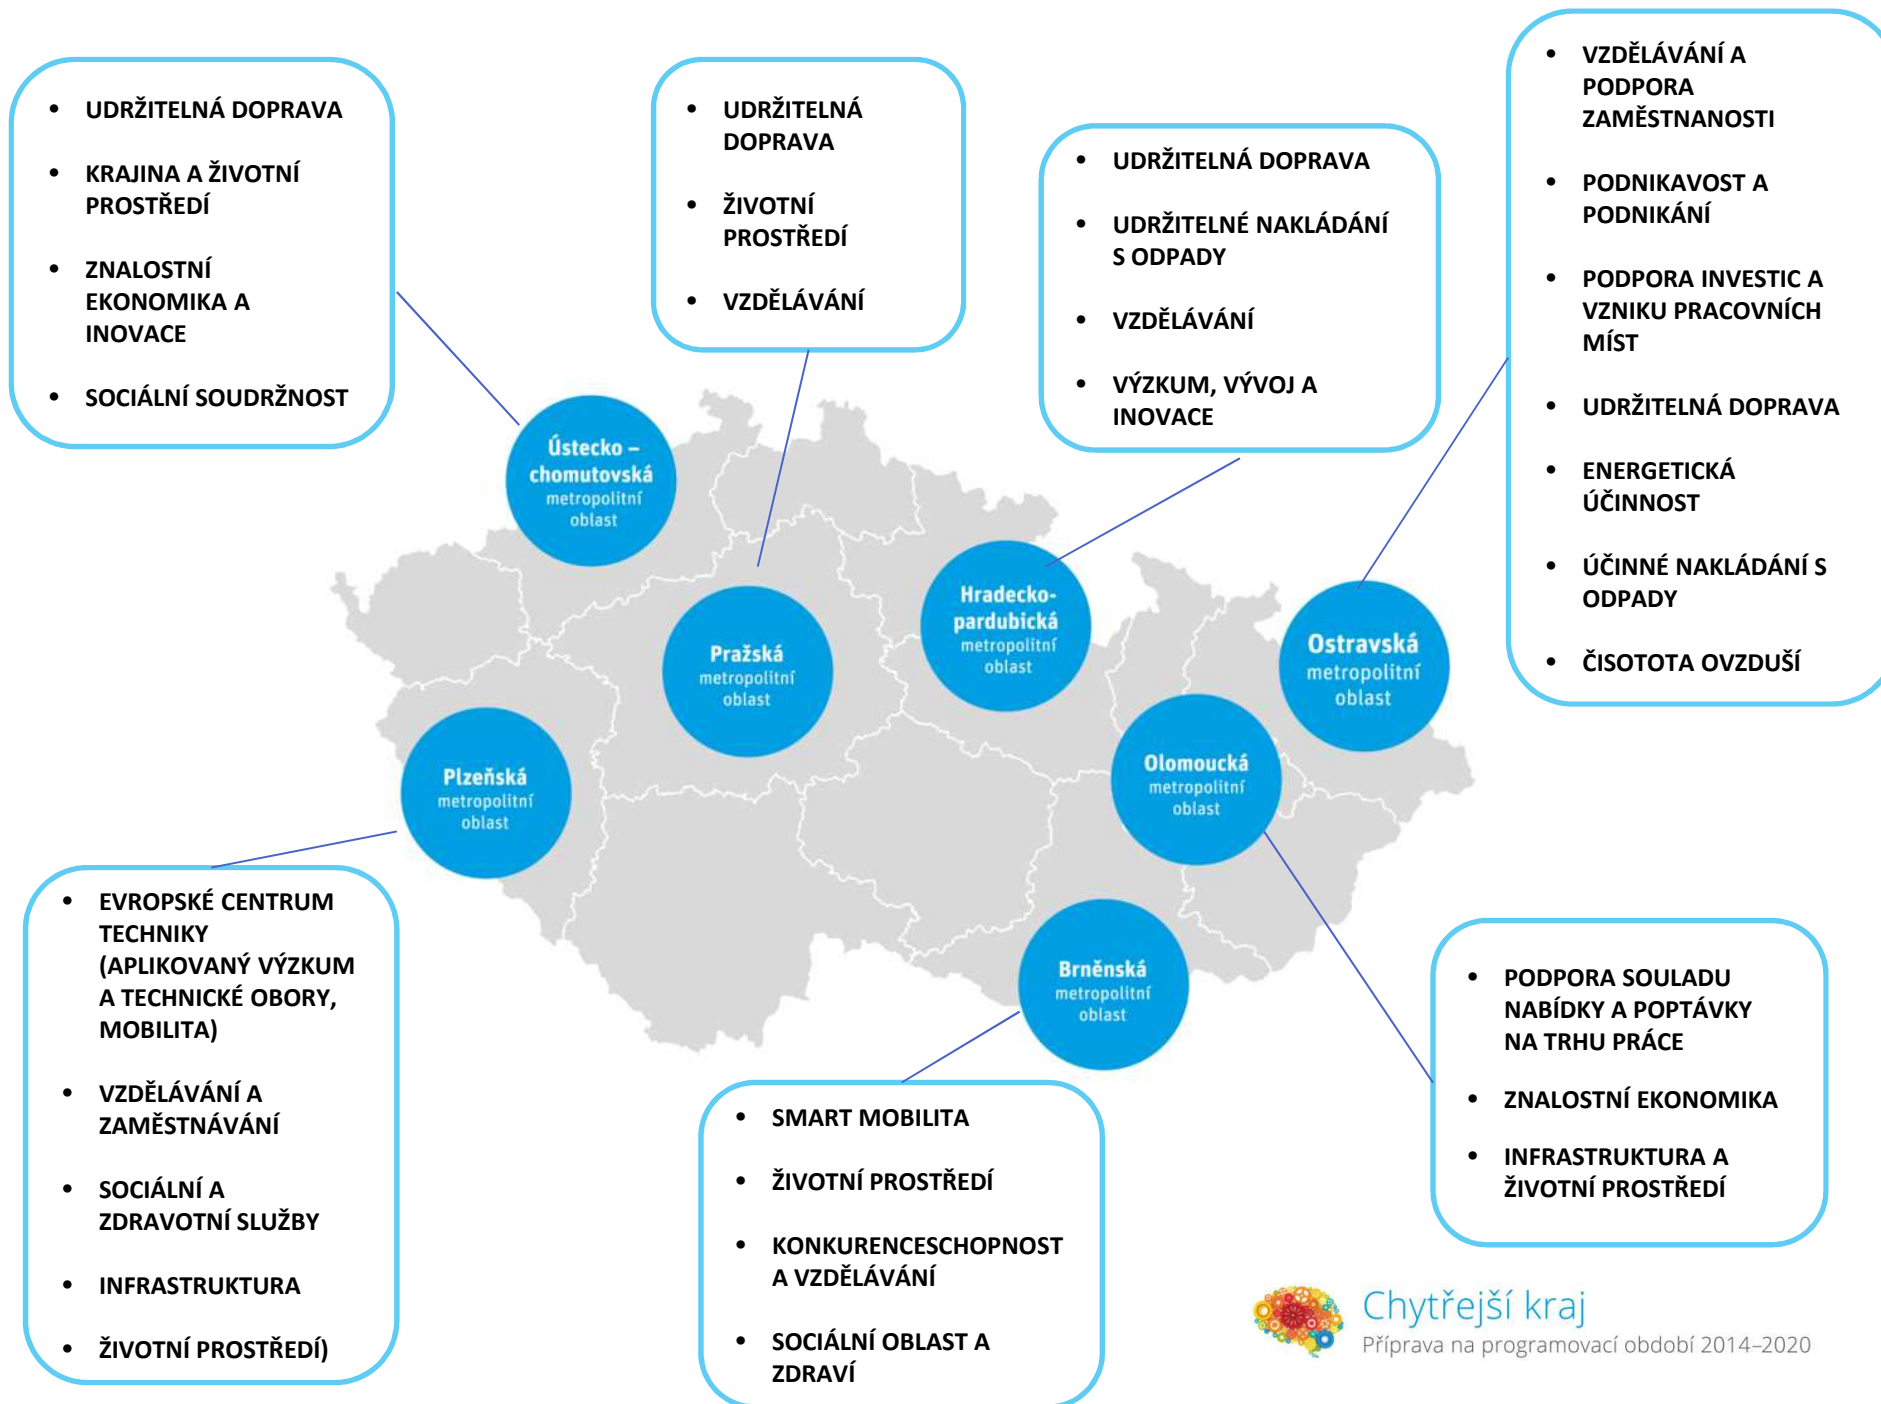 • UDRŽITELNÁ DOPRAVA
• KRAJINA A ŽIVOTNÍ
PROSTŘEDÍ
• ZNALOSTNÍ
EKONOMIKA A
INOVACE
• SOCIÁLNÍ SOUDRŽNOST
• UDRŽITELNÁ
DOPRAVA
• ŽIVOTNÍ
PROSTŘEDÍ
• VZDĚLÁVÁNÍ
• UDRŽITELNÁ DOPRAVA
• UDRŽITELNÉ NAKLÁDÁNÍ
S ODPADY
• VZDĚLÁVÁNÍ
• VÝZKUM, VÝVOJ A
INOVACE
• VZDĚLÁVÁNÍ A
PODPORA
ZAMĚSTNANOSTI
• PODNIKAVOST A
PODNIKÁNÍ
• PODPORA INVESTIC A
VZNIKU PRACOVNÍCH
MÍST
• UDRŽITELNÁ DOPRAVA
• ENERGETICKÁ
ÚČINNOST
• ÚČINNÉ NAKLÁDÁNÍ S
ODPADY
• ČISOTOTA OVZDUŠÍ
Ústecko –
chomutovská
metropolitní
oblast
Pražská
metropolitní
oblast
Hradecko-
pardubická
metropolitní
oblast
Ostravská
metropolitní
oblast
Plzeňská
metropolitní
oblast
Olomoucká
metropolitní
oblast
Brněnská
metropolitní
oblast
• EVROPSKÉ CENTRUM
TECHNIKY
(APLIKOVANÝ VÝZKUM
A TECHNICKÉ OBORY,
MOBILITA)
• VZDĚLÁVÁNÍ A
ZAMĚSTNÁVÁNÍ
• SOCIÁLNÍ A
ZDRAVOTNÍ SLUŽBY
• INFRASTRUKTURA
• ŽIVOTNÍ PROSTŘEDÍ)
• SMART MOBILITA
• ŽIVOTNÍ PROSTŘEDÍ
• KONKURENCESCHOPNOST
A VZDĚLÁVÁNÍ
• SOCIÁLNÍ OBLAST A
ZDRAVÍ
• PODPORA SOULADU
NABÍDKY A POPTÁVKY
NA TRHU PRÁCE
• ZNALOSTNÍ EKONOMIKA
• INFRASTRUKTURA A
ŽIVOTNÍ PROSTŘEDÍ
Chytřejší kraj
Příprava na programovací období 2014–2020